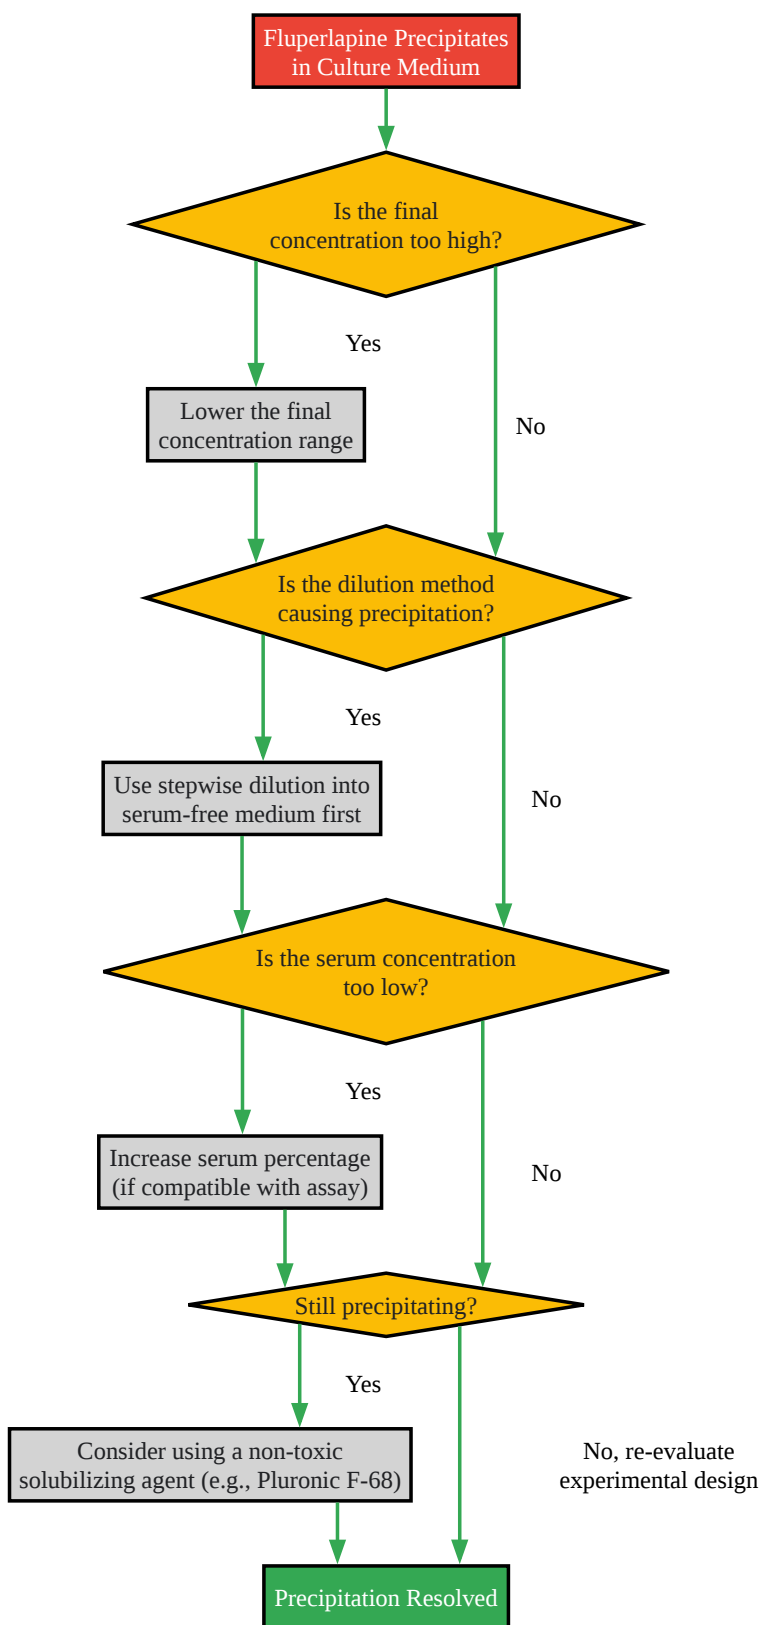 Fluperlapine Precipitates
in Culture Medium
Is the final
concentration too high?
Yes
Lower the final
concentration range
No
Is the dilution method
causing precipitation?
Yes
Use stepwise dilution into
serum-free medium first
No
Is the serum concentration
too low?
Yes
Increase serum percentage
(if compatible with assay)
No
Still precipitating?
Yes
Consider using a non-toxic
solubilizing agent (e.g., Pluronic F-68)
No, re-evaluate
experimental design
Precipitation Resolved